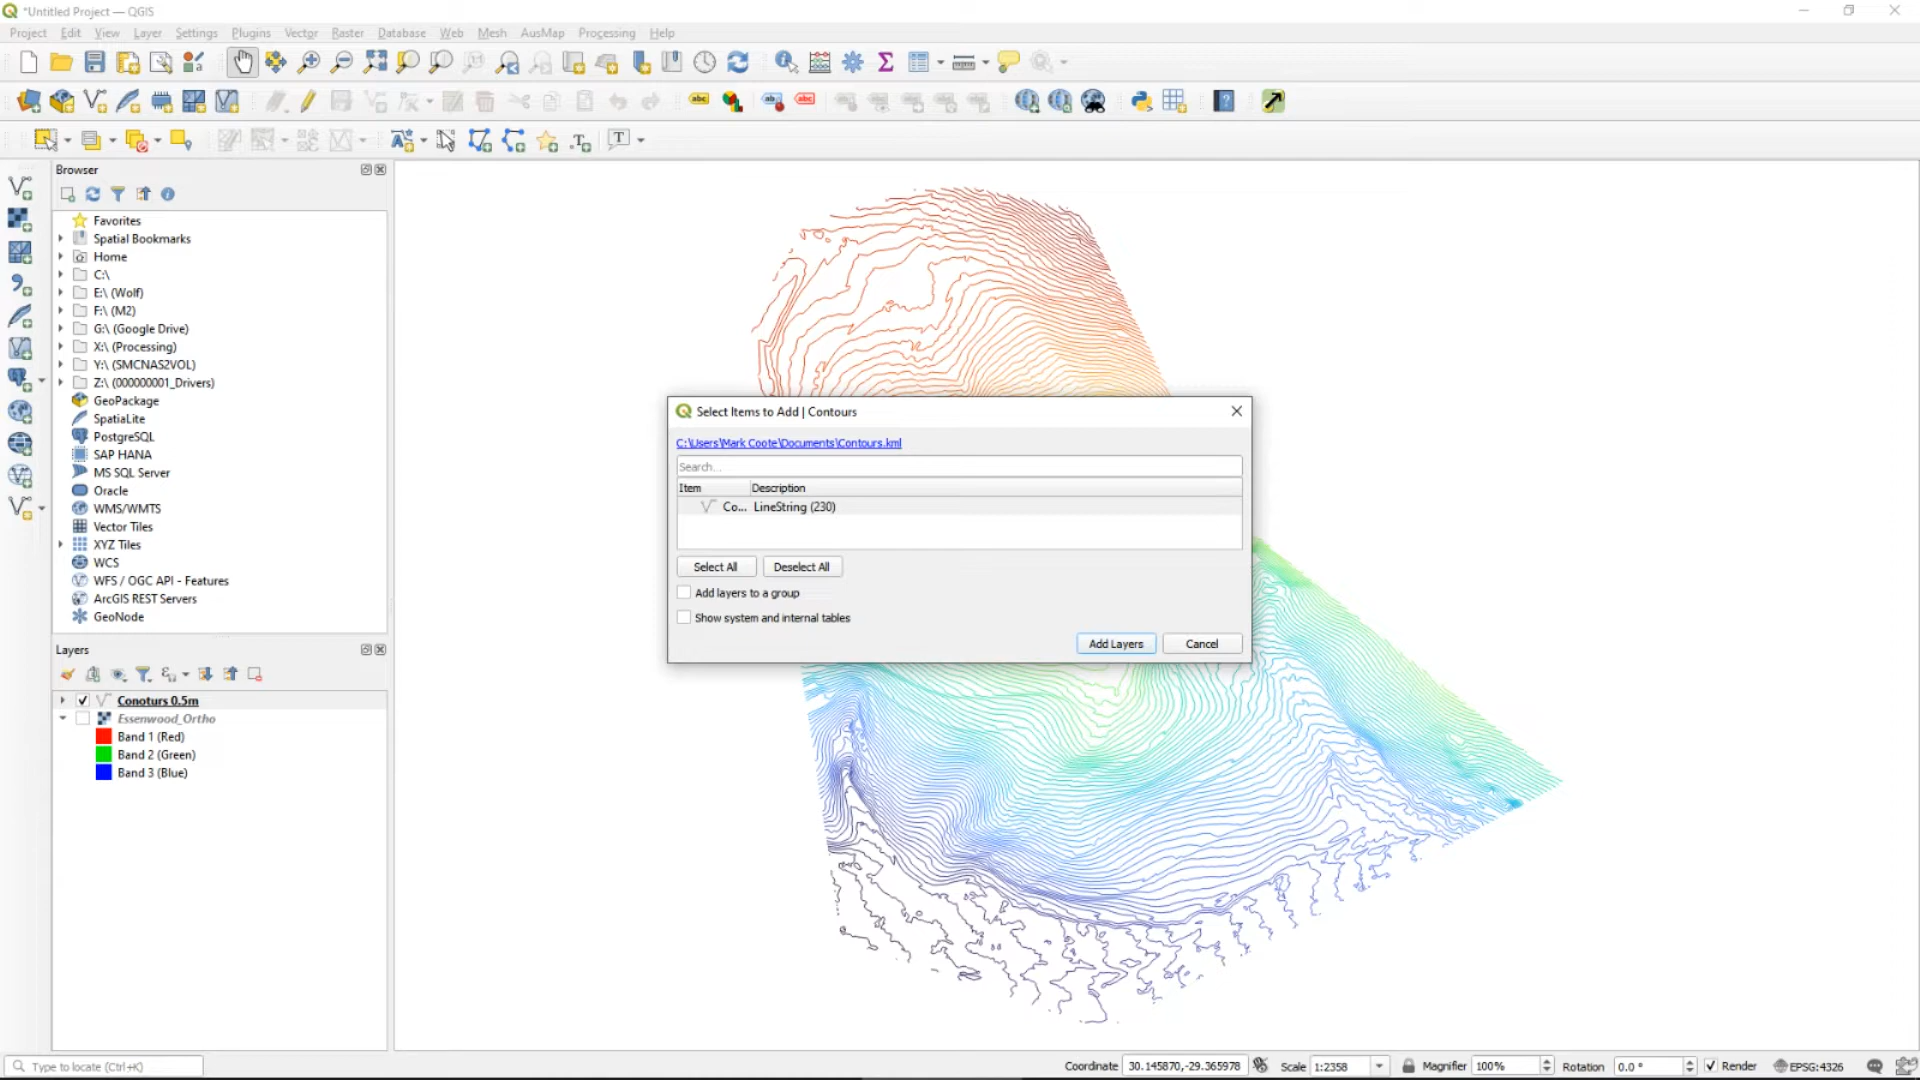 *Untitled Project — QGIS
Project Edit View Layer Settings Plugins Vector Raster Database Web Mesh AusMap Processing Help
Browser
Favorites
Spatial Bookmarks
Home
C:\
E:\ (Wolf)
F:\ (M2)
G:\ (Google Drive)
X:\ (Processing)
Y:\ (SMCNAS2VOL)
Z:\ (000000001_Drivers)
GeoPackage
SpatiaLite
PostgreSQL
SAP HANA
MS SQL Server
Oracle
WMS/WMTS
Vector Tiles
XYZ Tiles
WCS
WFS / OGC API - Features
ArcGIS REST Servers
GeoNode
Layers
Conoturs 0.5m
Essenwood_Ortho
Band 1 (Red)
Band 2 (Green)
Band 3 (Blue)
Select Items to Add | Contours
C:\Users\Mark Coote\Documents\Contours.kml
Search...
Item Description
Co... LineString (230)
Select All Deselect All
Add layers to a group
Show system and internal tables
Add Layers Cancel
Type to locate (Ctrl+K) Coordinate 30.145870,-29.365978 Scale 1:2358 Magnifier 100% Rotation 0.0 ° Render EPSG:4326